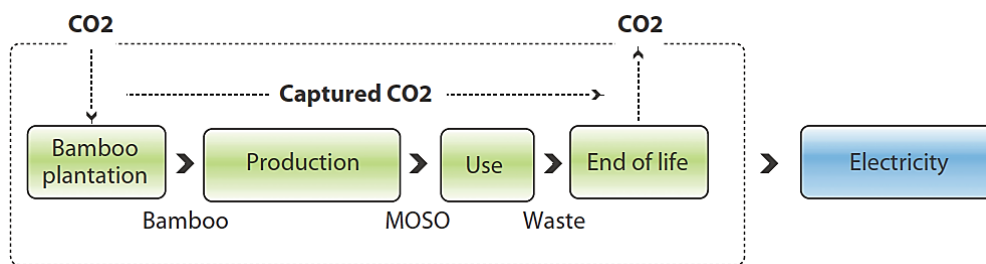 CO2
CO2
Captured CO2
Bamboo
plantation
Production
Use
End of life
Electricity
Bamboo
MOSO
Waste